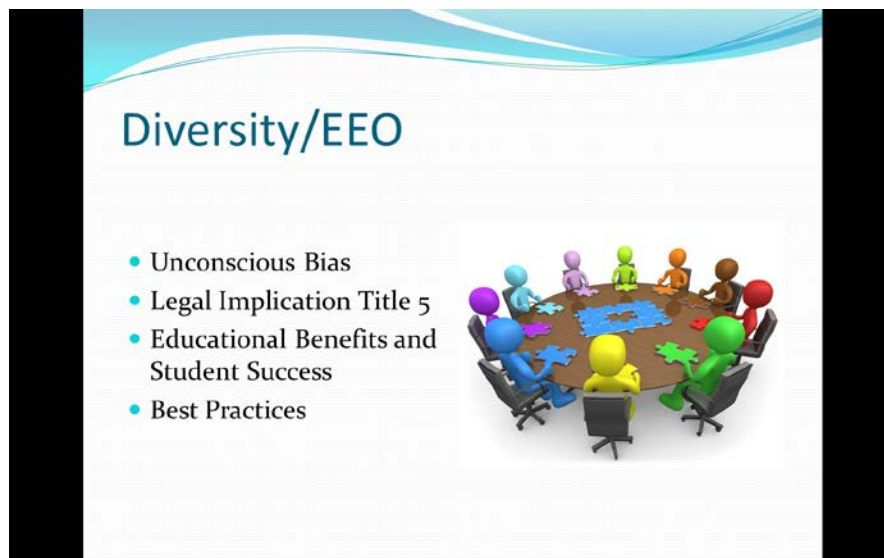 Diversity/EEO
• Unconscious Bias
• Legal Implication Title 5
• Educational Benefits and
Student Success
• Best Practices